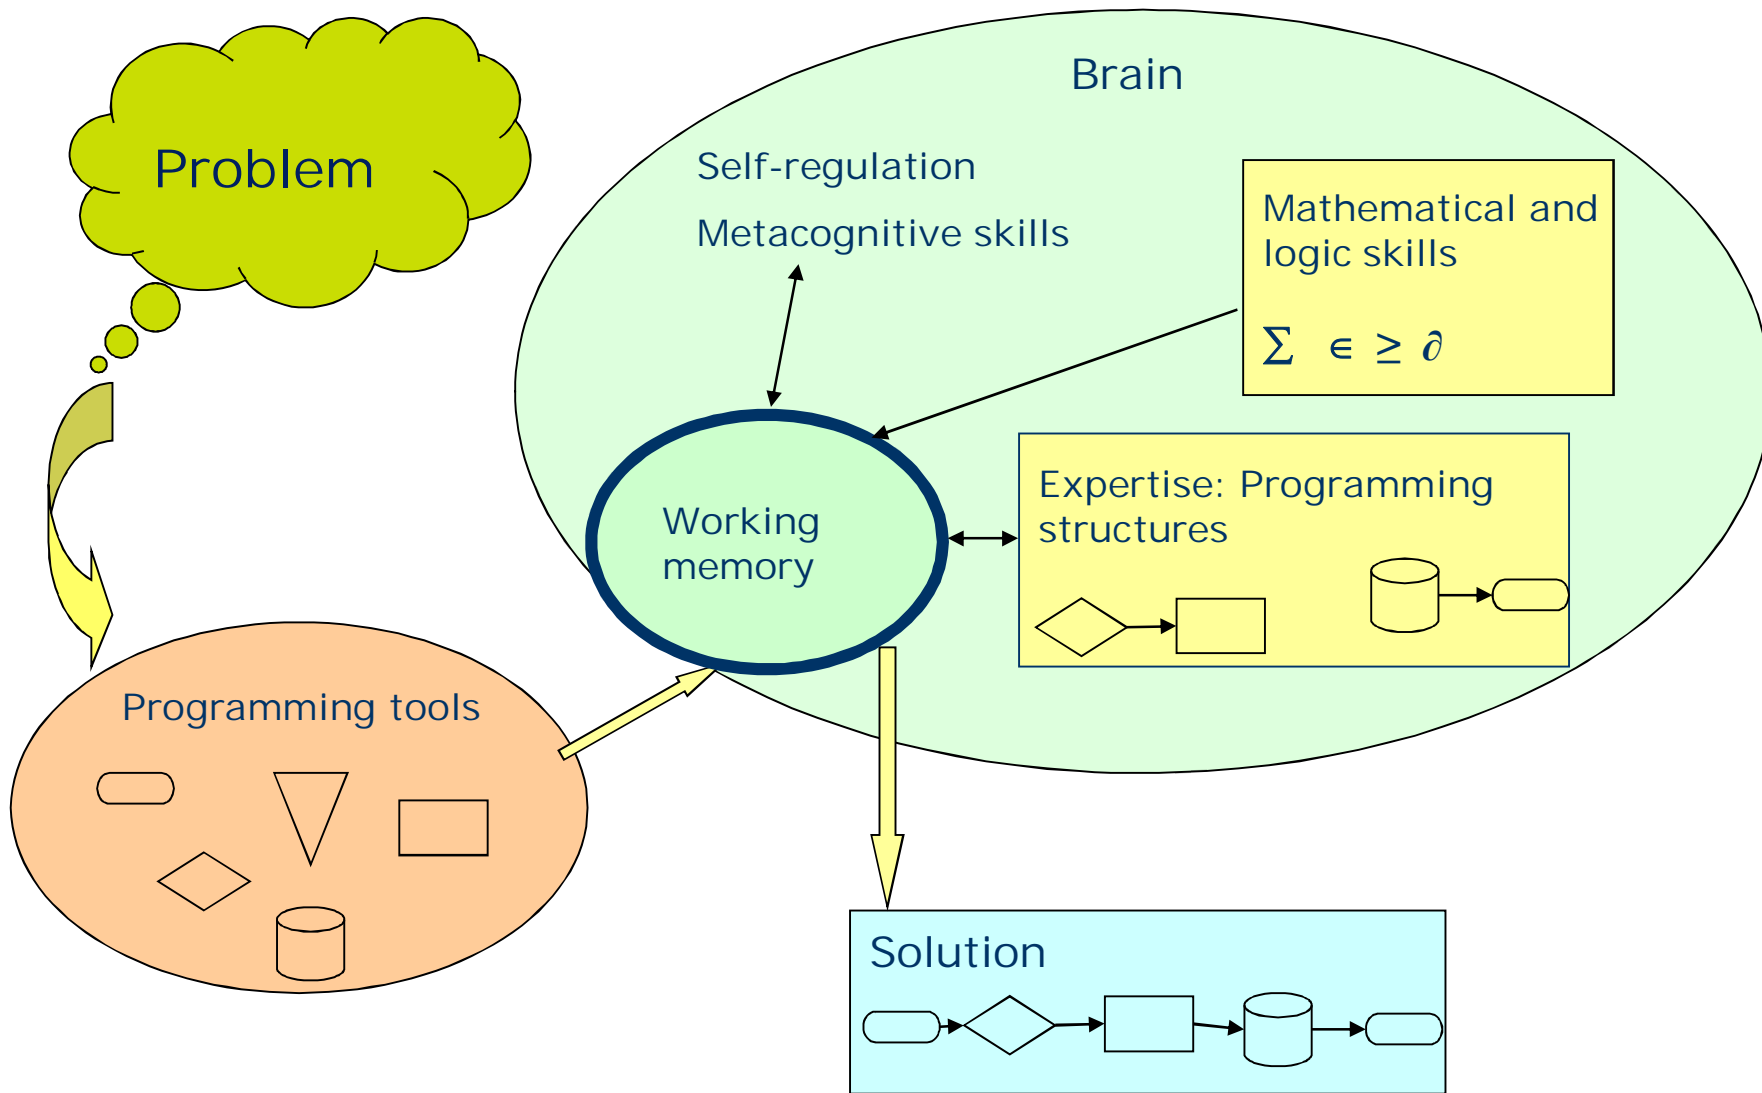 Problem
Brain
Self-regulation
Metacognitive skills
Mathematical and
logic skills
Σ ∈ ≥ ∂
Expertise: Programming
structures
Working
memory
Programming tools
Solution